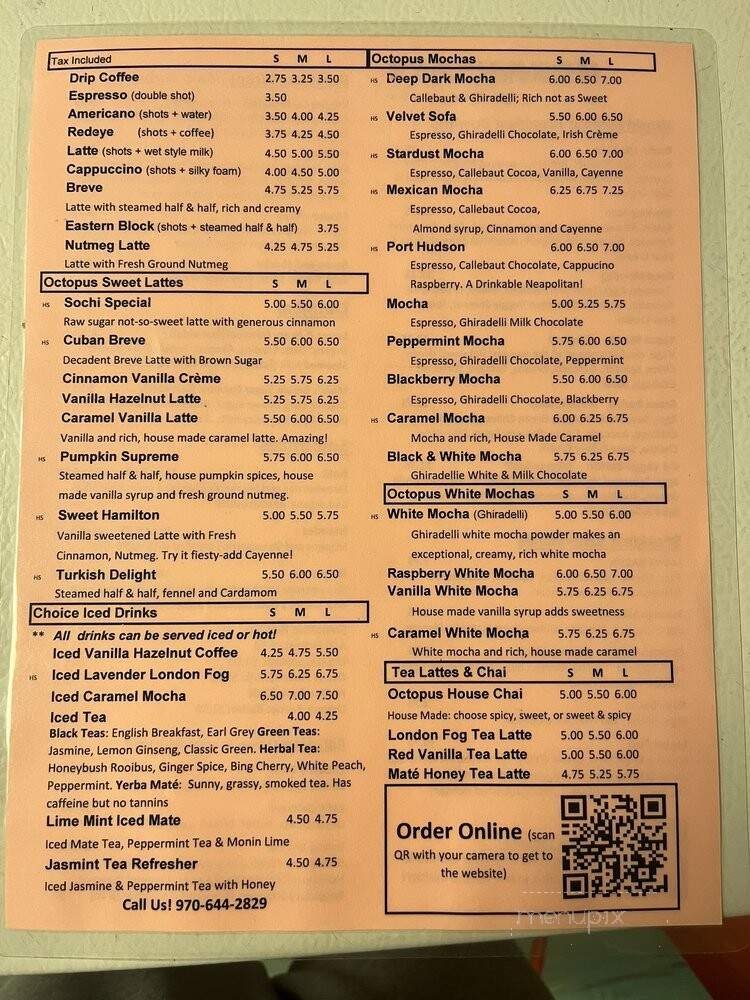 Tax Included S M L
Drip Coffee 2.75 3.25 3.50
Espresso (double shot) 3.50
Americano (shots + water) 3.50 4.00 4.25
Redeye (shots + coffee) 3.75 4.25 4.50
Latte (shots + wet style milk) 4.50 5.00 5.50
Cappuccino (shots + silky foam) 4.00 4.50 5.00
Breve 4.75 5.25 5.75
Latte with steamed half & half, rich and creamy
Eastern Block (shots + steamed half & half) 3.75
Nutmeg Latte 4.25 4.75 5.25
Latte with Fresh Ground Nutmeg
Octopus Sweet Lattes S M L
HS Sochi Special 5.00 5.50 6.00
Raw sugar not-so-sweet latte with generous cinnamon
HS Cuban Breve 5.50 6.00 6.50
Decadent Breve Latte with Brown Sugar
Cinnamon Vanilla Crème 5.25 5.75 6.25
Vanilla Hazelnut Latte 5.25 5.75 6.25
Caramel Vanilla Latte 5.50 6.00 6.50
Vanilla and rich, house made caramel latte. Amazing!
HS Pumpkin Supreme 5.75 6.00 6.50
Steamed half & half, house pumpkin spices, house
made vanilla syrup and fresh ground nutmeg.
HS Sweet Hamilton 5.00 5.50 5.75
Vanilla sweetened Latte with Fresh
Cinnamon, Nutmeg. Try it fiesty-add Cayenne!
HS Turkish Delight 5.50 6.00 6.50
Steamed half & half, fennel and Cardamom
Choice Iced Drinks S M L
** All drinks can be served iced or hot!
Iced Vanilla Hazelnut Coffee 4.25 4.75 5.50
HS Iced Lavender London Fog 5.75 6.25 6.75
Iced Caramel Mocha 6.50 7.00 7.50
Iced Tea 4.00 4.25
Black Teas: English Breakfast, Earl Grey Green Teas:
Jasmine, Lemon Ginseng, Classic Green. Herbal Tea:
Honeybush Rooibus, Ginger Spice, Bing Cherry, White Peach,
Peppermint. Yerba Maté: Sunny, grassy, smoked tea. Has
caffeine but no tannins
Lime Mint Iced Mate 4.50 4.75
Iced Mate Tea, Peppermint Tea & Monin Lime
Jasmint Tea Refresher 4.50 4.75
Iced Jasmine & Peppermint Tea with Honey
Call Us! 970-644-2829
Octopus Mochas S M L
HS Deep Dark Mocha 6.00 6.50 7.00
Callebaut & Ghiradelli; Rich not as Sweet
HS Velvet Sofa 5.50 6.00 6.50
Espresso, Ghiradelli Chocolate, Irish Crème
HS Stardust Mocha 6.00 6.50 7.00
Espresso, Callebaut Cocoa, Vanilla, Cayenne
HS Mexican Mocha 6.25 6.75 7.25
Espresso, Callebaut Cocoa,
Almond syrup, Cinnamon and Cayenne
HS Port Hudson 6.00 6.50 7.00
Espresso, Callebaut Chocolate, Cappucino
Raspberry. A Drinkable Neapolitan!
Mocha 5.00 5.25 5.75
Espresso, Ghiradelli Milk Chocolate
Peppermint Mocha 5.75 6.00 6.50
Espresso, Ghiradelli Chocolate, Peppermint
Blackberry Mocha 5.50 6.00 6.50
Espresso, Ghiradelli Chocolate, Blackberry
HS Caramel Mocha 6.00 6.25 6.75
Mocha and rich, House Made Caramel
Black & White Mocha 5.75 6.25 6.75
Ghiradellie White & Milk Chocolate
Octopus White Mochas S M L
HS White Mocha (Ghiradelli) 5.00 5.50 6.00
Ghiradelli white mocha powder makes an
exceptional, creamy, rich white mocha
Raspberry White Mocha 6.00 6.50 7.00
Vanilla White Mocha 5.75 6.25 6.75
House made vanilla syrup adds sweetness
HS Caramel White Mocha 5.75 6.25 6.75
White mocha and rich, house made caramel
Tea Lattes & Chai S M L
Octopus House Chai 5.00 5.50 6.00
House Made: choose spicy, sweet, or sweet & spicy
London Fog Tea Latte 5.00 5.50 6.00
Red Vanilla Tea Latte 5.00 5.50 6.00
Maté Honey Tea Latte 4.75 5.25 5.75
Order Online (scan
QR with your camera to get to
the website)
menupix